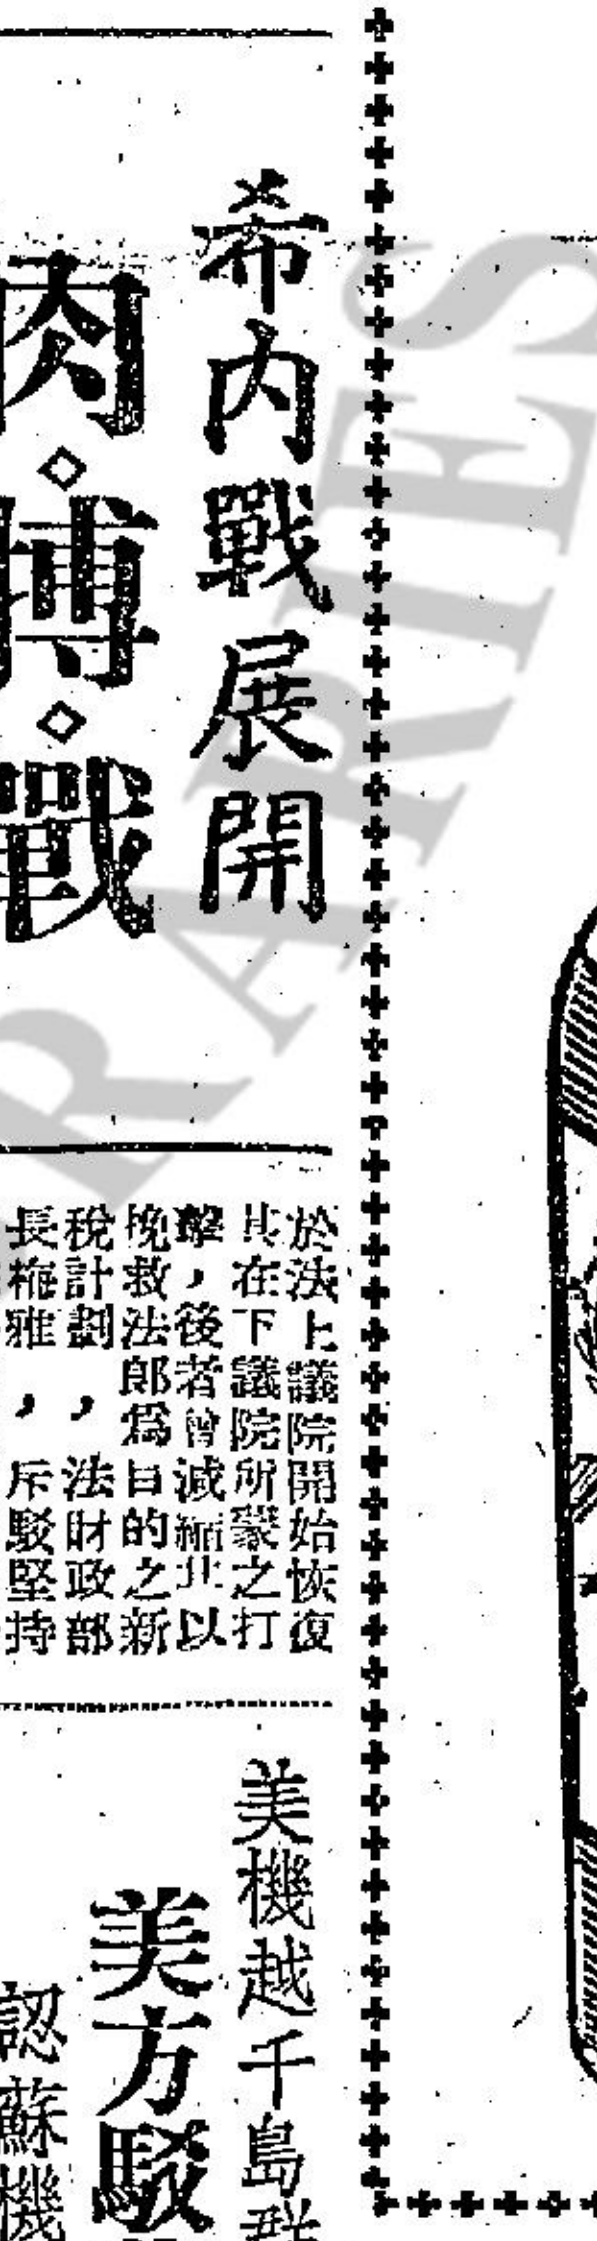 希內戰展開
肉◇搏◇戰
於法上議院開始恢復
其在下議院所蒙之打
擊，後者曾減縮其以
挽救法郎爲目的之新
稅計劃，法財政部
長梅雅，斥駁堅持
美機越千島群
美方駁
認蘇機
RARIES